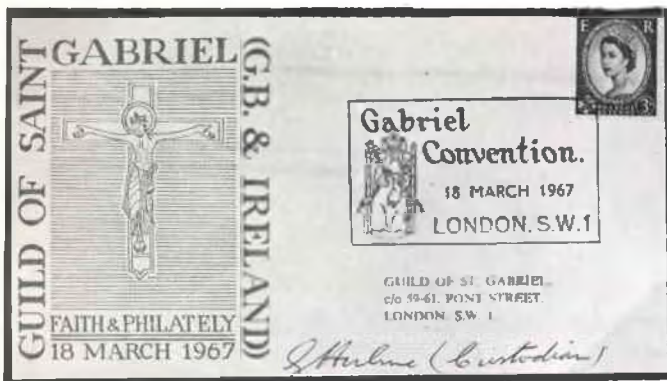 GUILD OF SAINT
GABRIEL
(G.B. & IRELAND)
FAITH & PHILATELY
18 MARCH 1967
E R
3D
Gabriel
Convention.
18 MARCH 1967
LONDON. S.W.1
GUILD OF ST. GABRIEL.
c/o 59-61, PONT STREET.
LONDON. S.W. 1.
(Custodian)